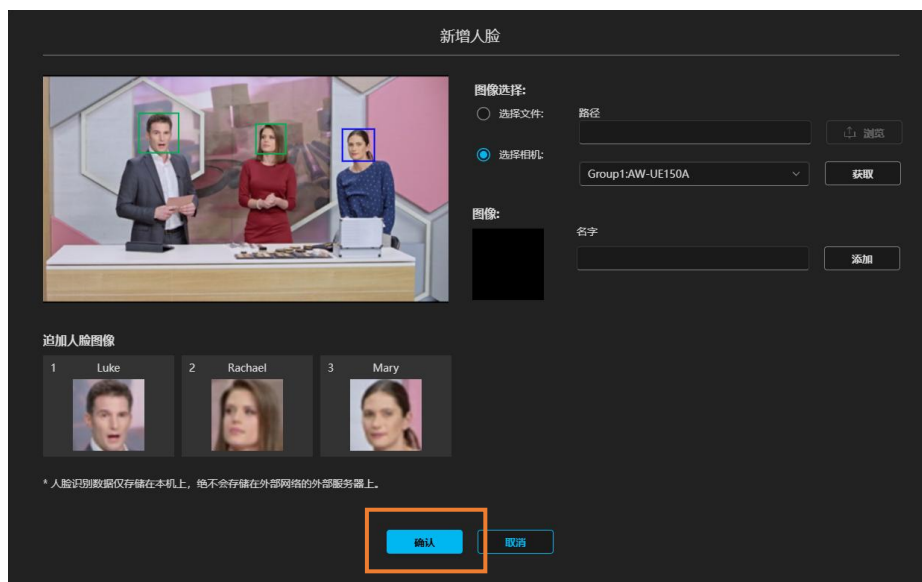 新增人脸
图像选择:
选择文件:
路径
浏览
选择相机:
Group1:AW-UE150A
获取
图像:
名字
添加
追加人脸图像
1 Luke
2 Rachael
3 Mary
* 人脸识别数据仅存储在本机上，绝不会存储在外部网络的外部服务器上。
确认
取消